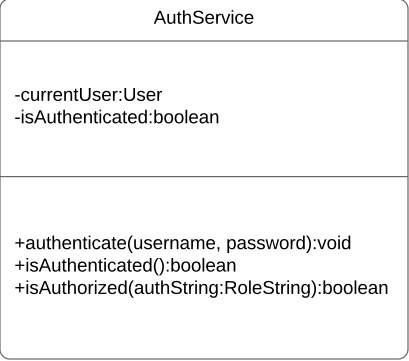 AuthService
-currentUser:User
-isAuthenticated:boolean
+authenticate(username, password):void
+isAuthenticated():boolean
+isAuthorized(authString:RoleString):boolean